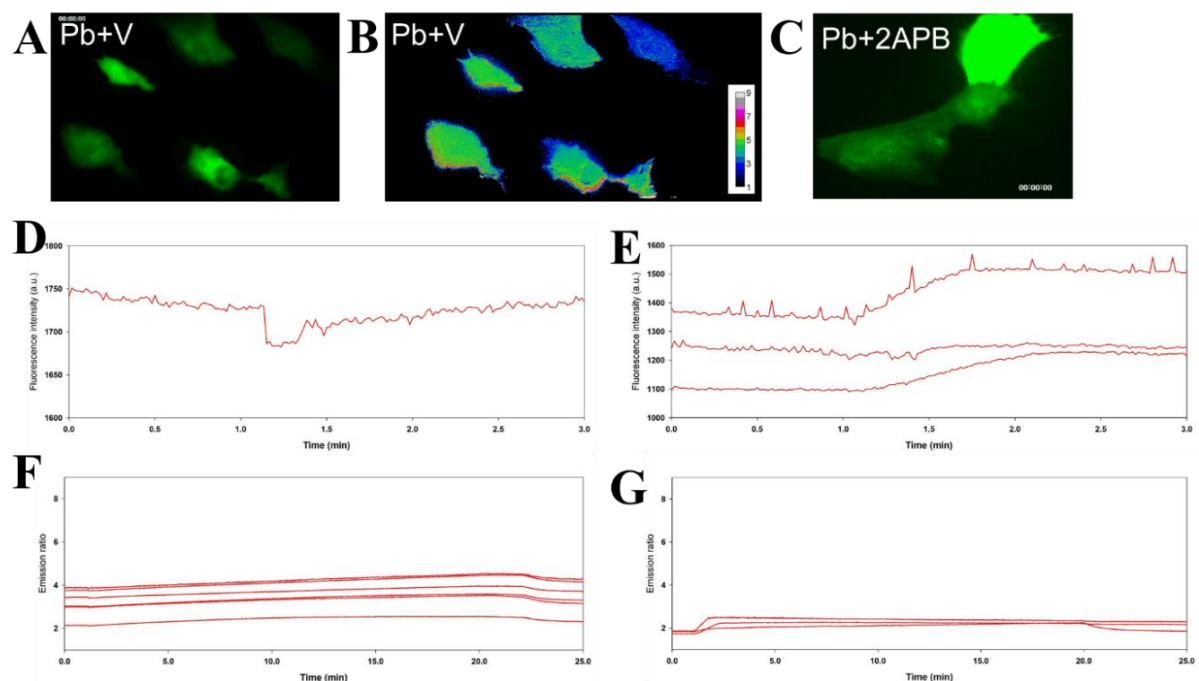 A
00:00:00
Pb+V
B
Pb+V
9
7
5
3
1
C
Pb+2APB
00:00:00
D
1800
1750
1700
1650
1600
Fluorescence intensity (a.u.)
0.0 0.5 1.0 1.5 2.0 2.5 3.0
Time (min)
E
1600
1500
1400
1300
1200
1100
1000
Fluorescence intensity (a.u.)
0.0 0.5 1.0 1.5 2.0 2.5 3.0
Time (min)
F
8
6
4
2
Emission ratio
0.0 5.0 10.0 15.0 20.0 25.0
Time (min)
G
8
6
4
2
Emission ratio
0.0 5.0 10.0 15.0 20.0 25.0
Time (min)